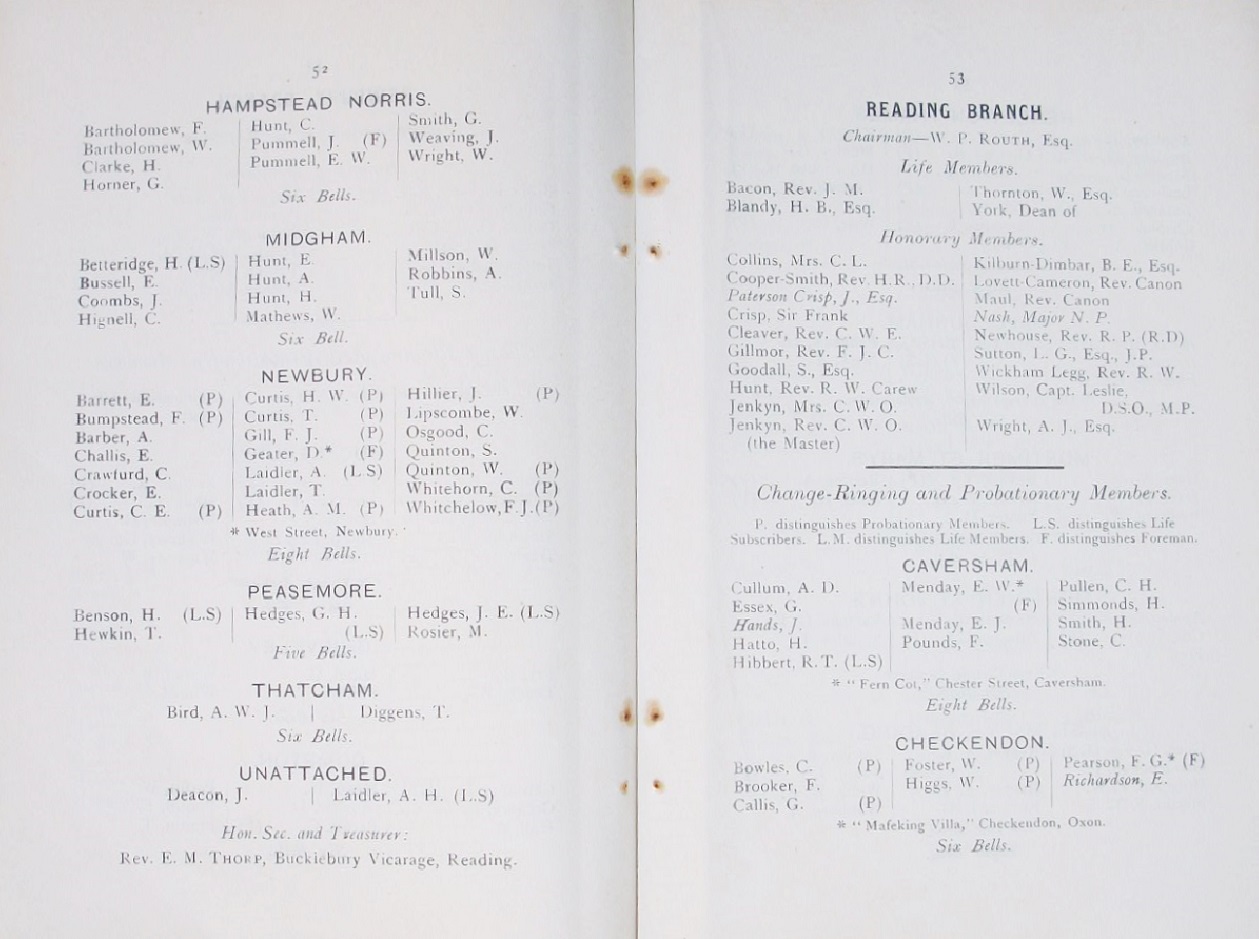 52
HAMPSTEAD NORRIS.
Bartholomew, F.
Bartholomew, W.
Clarke, H.
Horner, G.
Hunt, C.
Pummell, J. (F)
Pummell, E. W.
Smith, G.
Weaving, J.
Wright, W.
Six Bells.
MIDGHAM.
Betteridge, H. (L.S)
Bussell, E.
Coombs, J.
Hignell, C.
Hunt, E.
Hunt, A.
Hunt, H.
Mathews, W.
Millson, W.
Robbins, A.
Tull, S.
Six Bell.
NEWBURY.
Barrett, E. (P)
Bumpstead, F. (P)
Barber, A.
Challis, E.
Crawfurd, C.
Crocker, E.
Curtis, C. E. (P)
Curtis, H. W. (P)
Curtis, T. (P)
Gill, F. J. (P)
Geater, D.* (F)
Laidler, A. (L.S)
Laidler, T.
Heath, A. M. (P)
Hillier, J. (P)
Lipscombe, W.
Osgood, C.
Quinton, S.
Quinton, W. (P)
Whitehorn, C. (P)
Whitchelow, F.J. (P)
* West Street, Newbury.
Eight Bells.
PEASEMORE.
Benson, H. (L.S)
Hewkin, T.
Hedges, G. H.
(L.S)
Hedges, J. E. (L.S)
Rosier, M.
Five Bells.
THATCHAM.
Bird, A. W. J. | Diggens, T.
Six Bells.
UNATTACHED.
Deacon, J. | Laidler, A. H. (L.S)
Hon. Sec. and Treasurer:
Rev. E. M. THORP, Bucklebury Vicarage, Reading.
53
READING BRANCH.
Chairman—W. P. ROUTH, Esq.
Life Members.
Bacon, Rev. J. M.
Blandy, H. B., Esq.
Thornton, W., Esq.
York, Dean of
Honorary Members.
Collins, Mrs. C. L.
Cooper-Smith, Rev. H.R., D.D.
Paterson Crisp, J., Esq.
Crisp, Sir Frank
Cleaver, Rev. C. W. E.
Gillmor, Rev. F. J. C.
Goodall, S., Esq.
Hunt, Rev. R. W. Carew
Jenkyn, Mrs. C. W. O.
Jenkyn, Rev. C. W. O.
(the Master)
Kilburn-Dimbar, B. E., Esq.
Lovett-Cameron, Rev. Canon
Maul, Rev. Canon
Nash, Major N. P.
Newhouse, Rev. R. P. (R.D)
Sutton, L. G., Esq., J.P.
Wickham Legg, Rev. R. W.
Wilson, Capt. Leslie,
D.S.O., M.P.
Wright, A. J., Esq.
Change-Ringing and Probationary Members.
P. distinguishes Probationary Members. L.S. distinguishes Life
Subscribers. L.M. distinguishes Life Members. F. distinguishes Foreman.
CAVERSHAM.
Cullum, A. D.
Essex, G.
Hands, J.
Hatto, H.
Hibbert, R. T. (L.S)
Menday, E. W.*
(F)
Menday, E. J.
Pounds, F.
Pullen, C. H.
Simmonds, H.
Smith, H.
Stone, C.
* "Fern Cot," Chester Street, Caversham.
Eight Bells.
CHECKENDON.
Bowles, C. (P)
Brooker, F.
Callis, G. (P)
Foster, W. (P)
Higgs, W. (P)
Pearson, F. G.* (F)
Richardson, E.
* "Mafeking Villa," Checkendon, Oxon.
Six Bells.